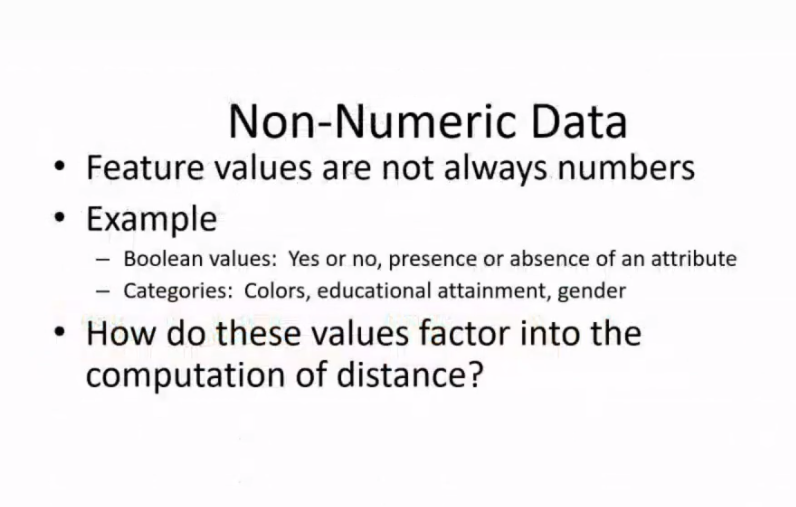 Non-Numeric Data
• Feature values are not always numbers
• Example
– Boolean values: Yes or no, presence or absence of an attribute
– Categories: Colors, educational attainment, gender
• How do these values factor into the
computation of distance?